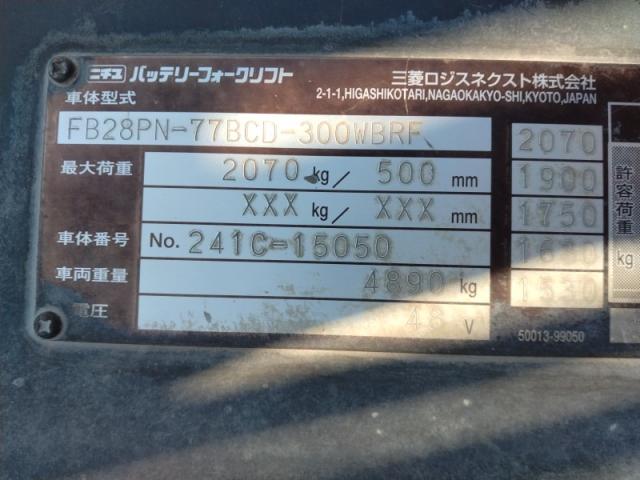 ニチユ バッテリーフォークリフト 三菱ロジスネクスト株式会社
2-1-1,HIGASHIKOTARI,NAGAOKAKYO-SHI,KYOTO,JAPAN
車体型式
FB28PN-77BCD-300WBRF 2070
最大荷重 2070 kg / 500 mm 1900
XXX kg / XXX mm 1750
車体番号 No. 241C-15050
車両重量 4890 kg 1530
電圧 48 V
許容荷重 kg
50013-99050